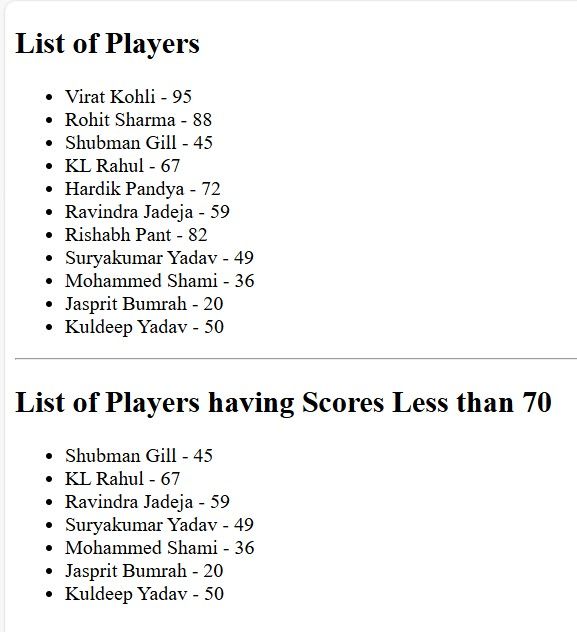 List of Players
• Virat Kohli - 95
• Rohit Sharma - 88
• Shubman Gill - 45
• KL Rahul - 67
• Hardik Pandya - 72
• Ravindra Jadeja - 59
• Rishabh Pant - 82
• Suryakumar Yadav - 49
• Mohammed Shami - 36
• Jasprit Bumrah - 20
• Kuldeep Yadav - 50
List of Players having Scores Less than 70
• Shubman Gill - 45
• KL Rahul - 67
• Ravindra Jadeja - 59
• Suryakumar Yadav - 49
• Mohammed Shami - 36
• Jasprit Bumrah - 20
• Kuldeep Yadav - 50